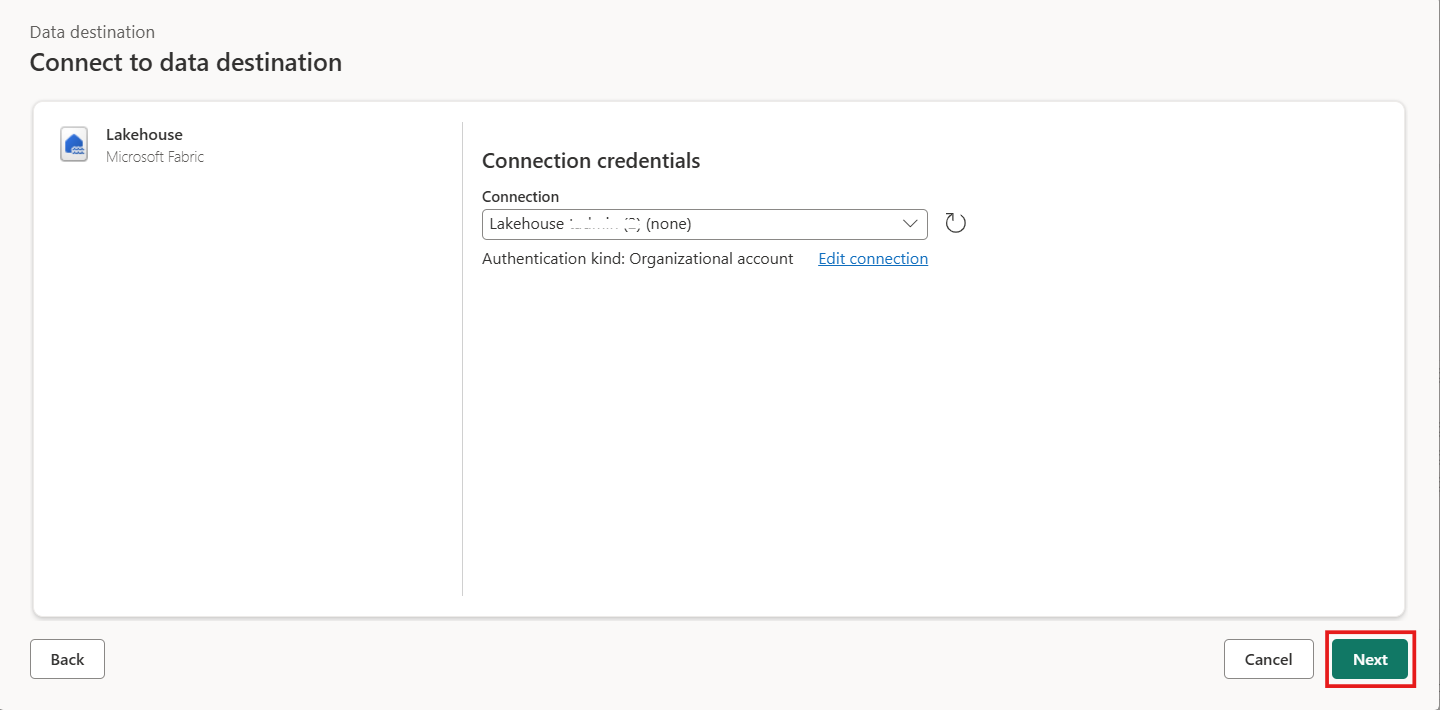 Data destination
Connect to data destination
Lakehouse
Microsoft Fabric
Connection credentials
Connection
Lakehouse (none)
Authentication kind: Organizational account Edit connection
Back
Cancel
Next